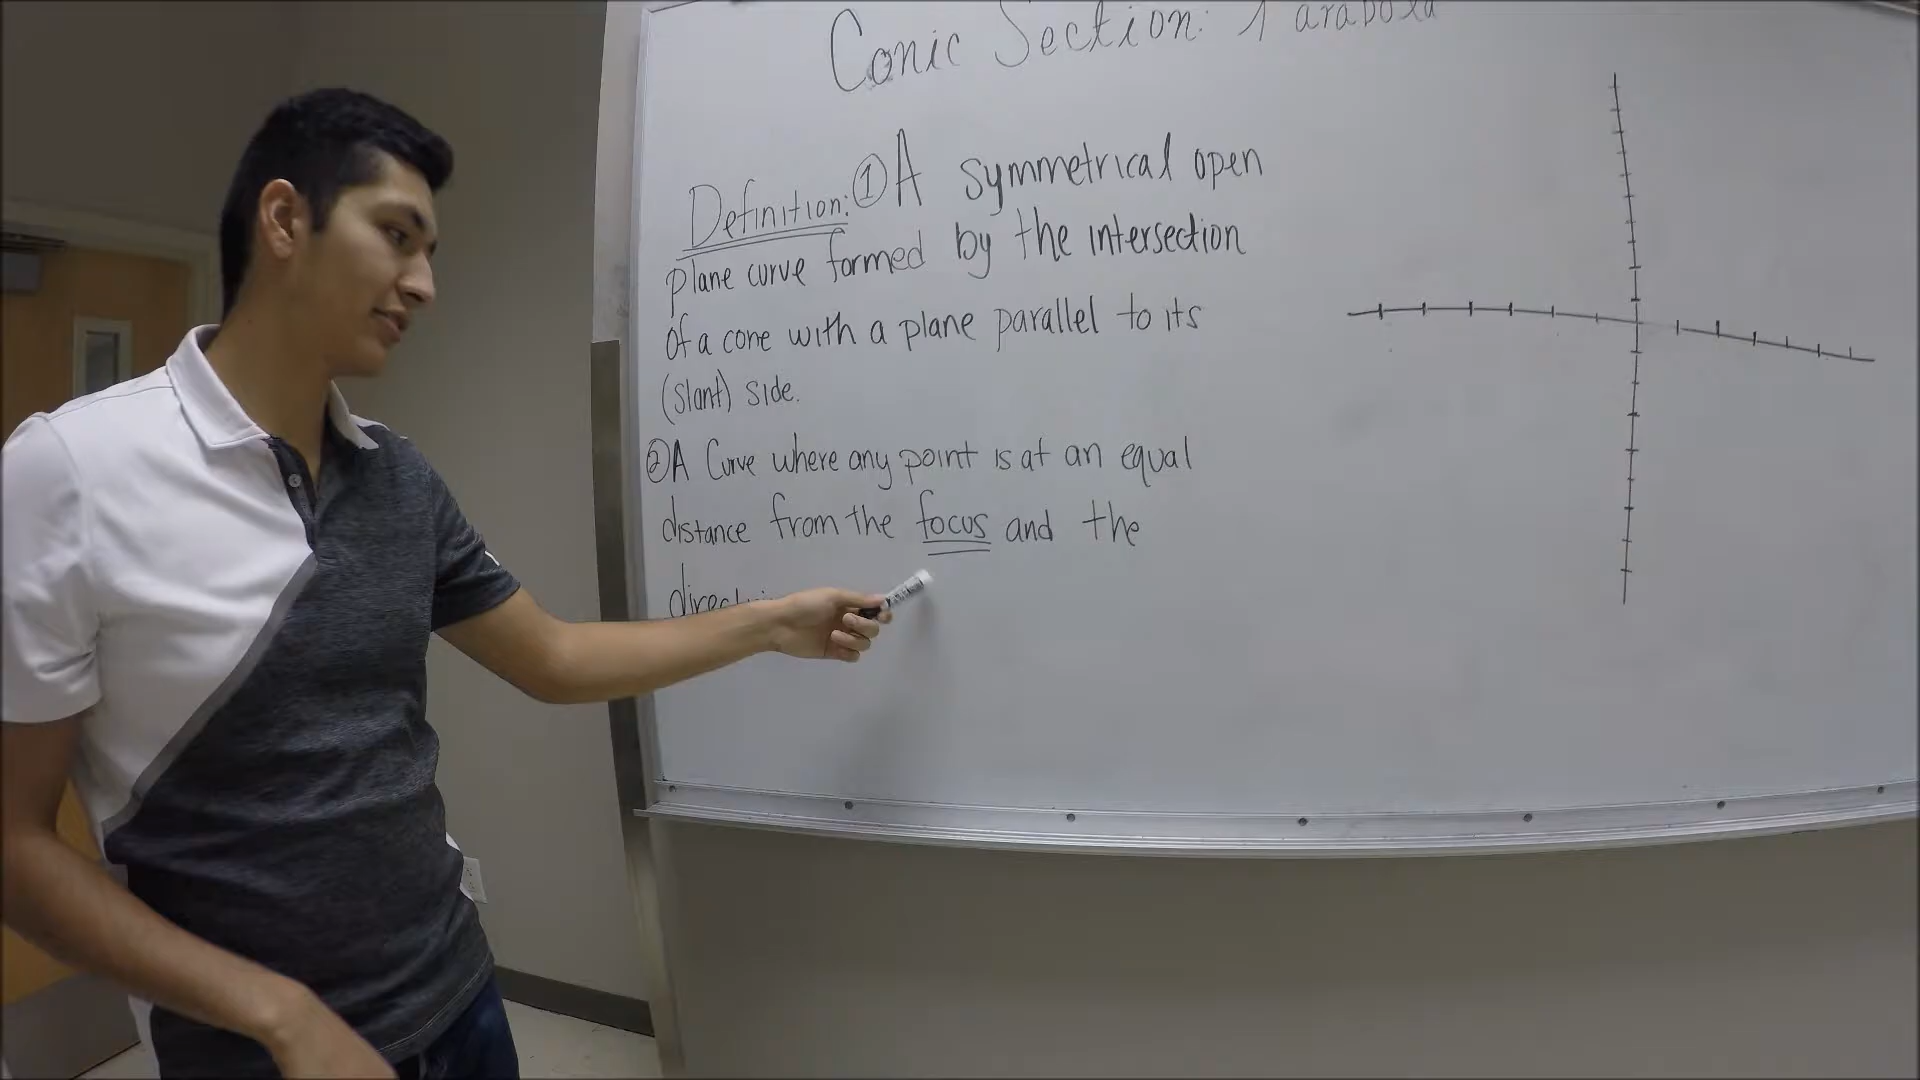 Conic Section: Parabola
Definition: ① A symmetrical open
plane curve formed by the intersection
of a cone with a plane parallel to its
(slant) side.
② A Curve where any point is at an equal
distance from the focus and the